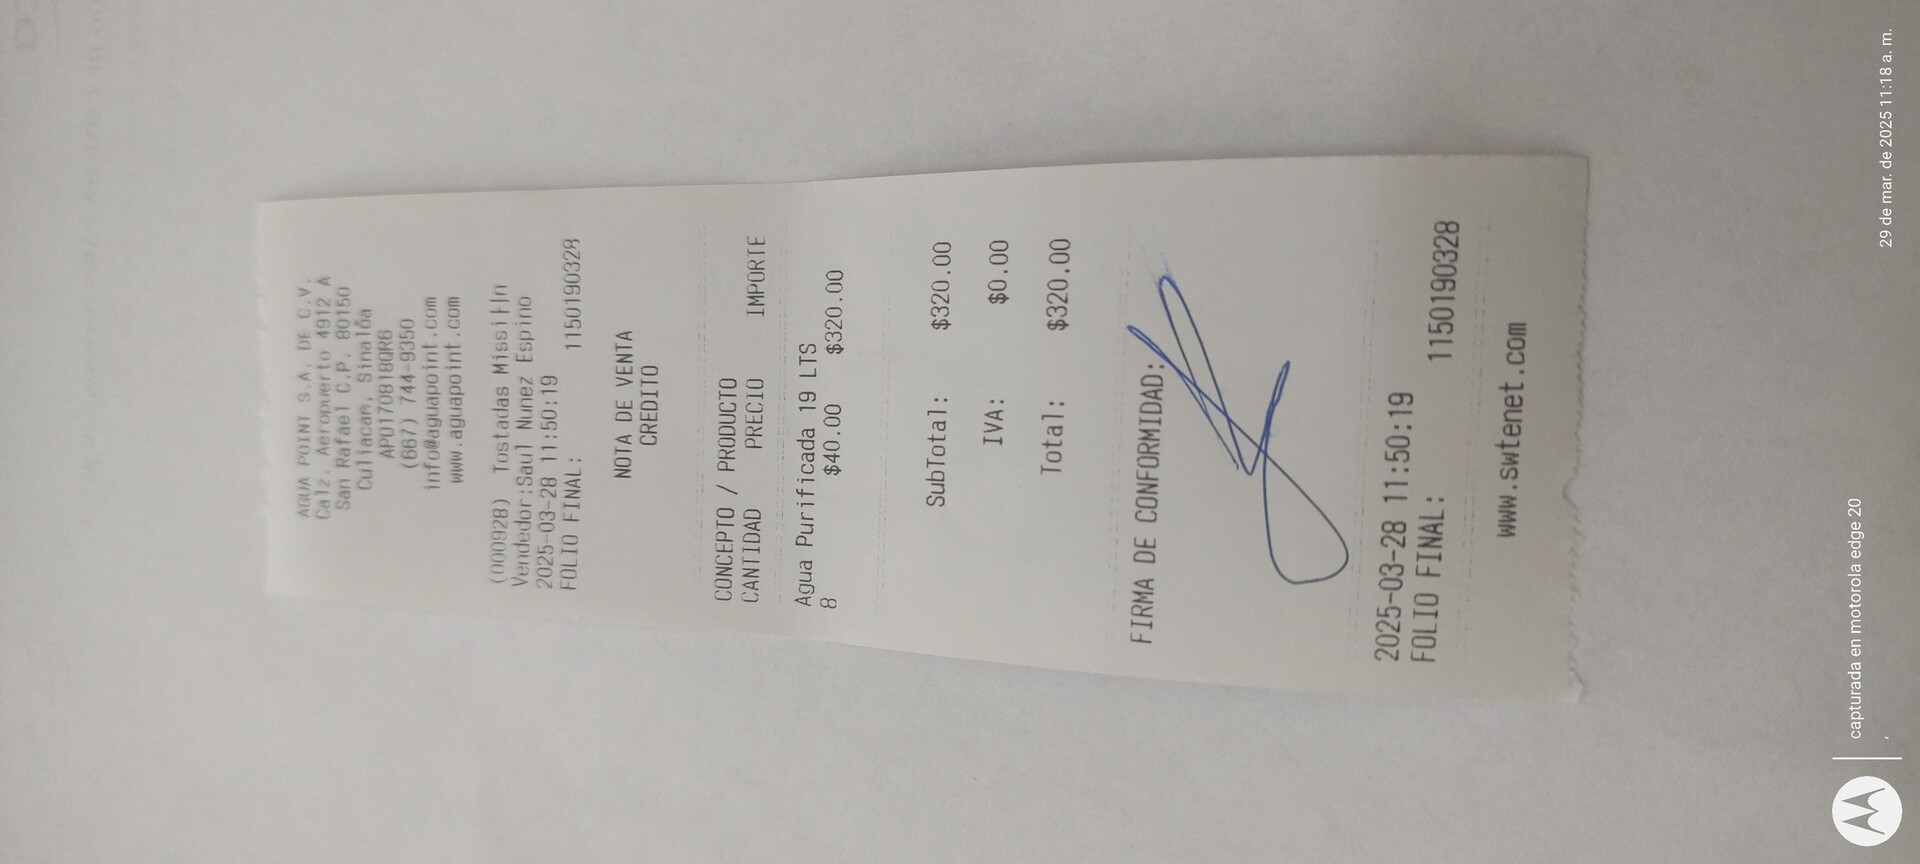 AGUA POINT S.A. DE C.V.
Calz. Aeropuerto 4912 A
San Rafael C.P. 80150
Culiacan, Sinaloa
APO170818QR6
(667) 744-9350
info@aguapoint.com
www.aguapoint.com
(000928) Tostadas
Vendedor:Saul Nunez Espino
2025-03-28 11:50:19
FOLIO FINAL: 1150190328
NOTA DE VENTA
CREDITO
CONCEPTO / PRODUCTO
CANTIDAD PRECIO IMPORTE
Agua Purificada 19 LTS
8 $40.00 $320.00
SubTotal: $320.00
IVA: $0.00
Total: $320.00
FIRMA DE CONFORMIDAD:
2025-03-28 11:50:19
FOLIO FINAL: 1150190328
www.swtenet.com
capturada en motorola edge 20
29 de mar. de 2025 11:18 a. m.